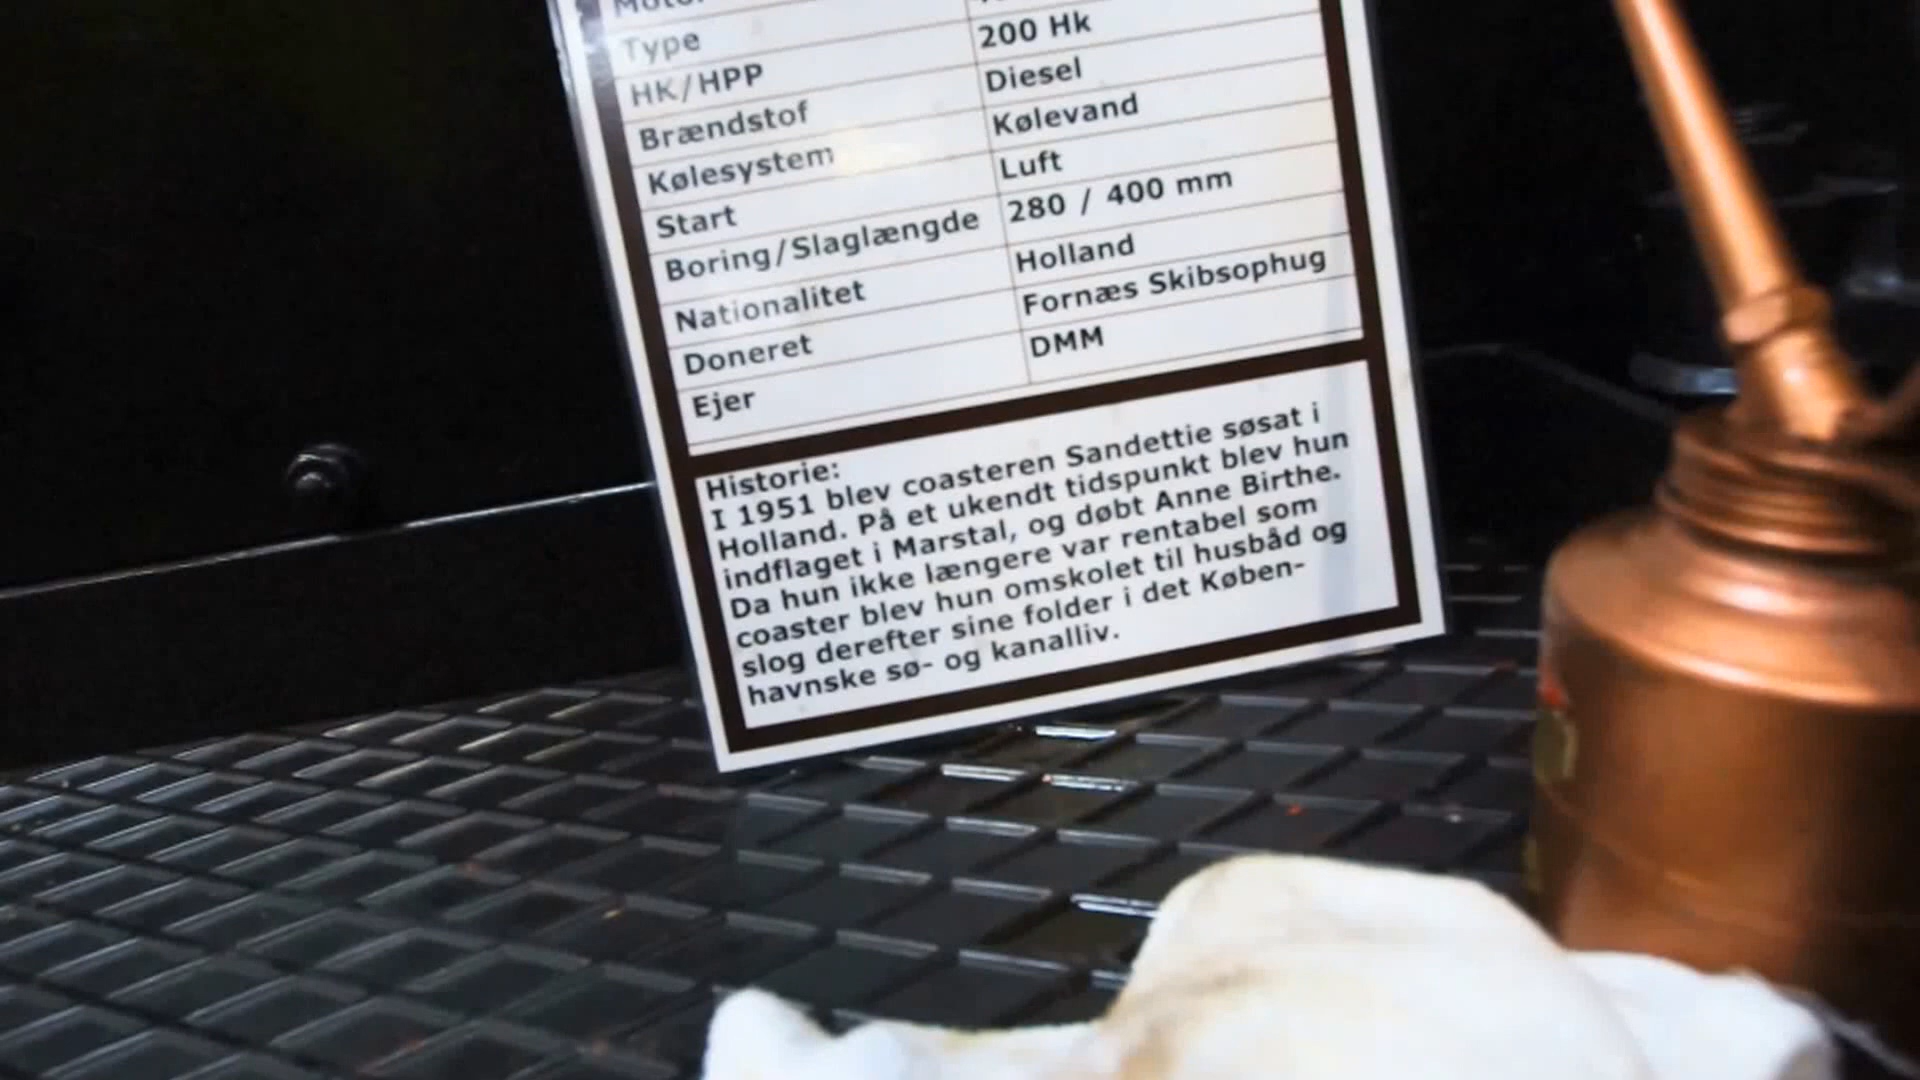 Motor
Type
HK/HPP 200 Hk
Brændstof Diesel
Kølesystem Kølevand
Start Luft
Boring/Slaglængde 280 / 400 mm
Nationalitet Holland
Doneret Fornæs Skibsophug
Ejer DMM
Historie:
I 1951 blev coasteren Sandettie søsat i
Holland. På et ukendt tidspunkt blev hun
indflaget i Marstal, og døbt Anne Birthe.
Da hun ikke længere var rentabel som
coaster blev hun omskolet til husbåd og
slog derefter sine folder i det Køben-
havnske sø- og kanalliv.